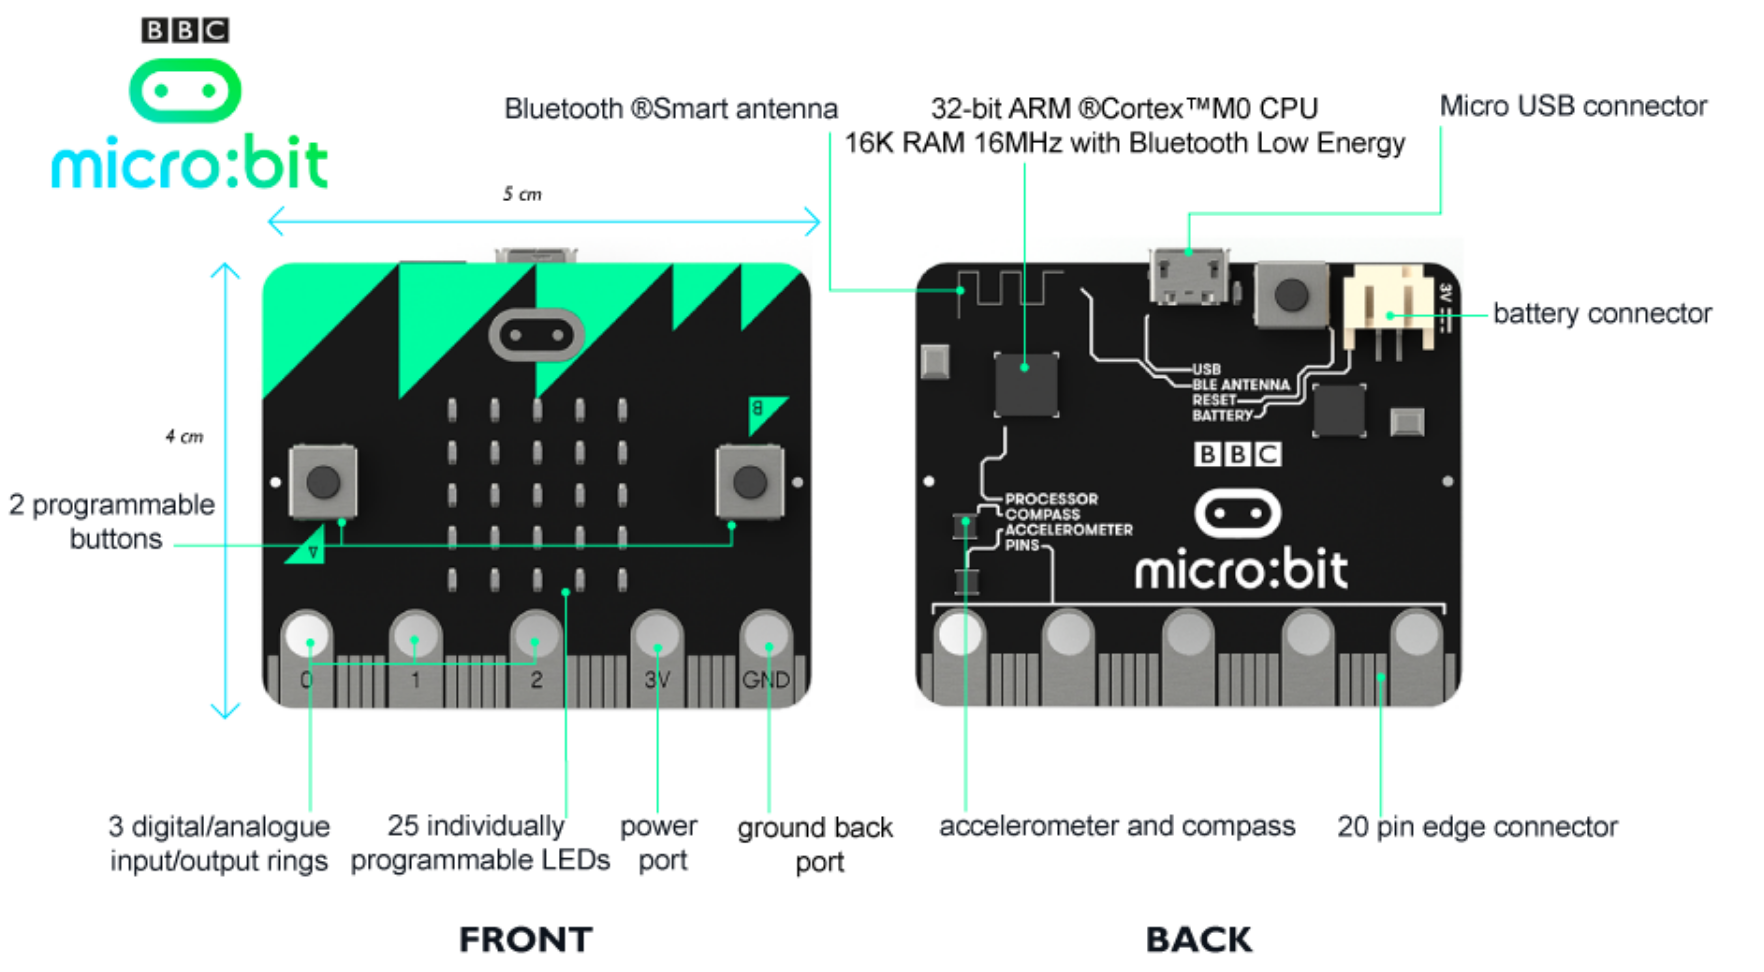 BBC
micro:bit
Bluetooth ®Smart antenna
32-bit ARM ®Cortex™M0 CPU
16K RAM 16MHz with Bluetooth Low Energy
Micro USB connector
5 cm
4 cm
2 programmable
buttons
B
A
0
1
2
3V
GND
3 digital/analogue
input/output rings
25 individually
programmable LEDs
power
port
ground back
port
FRONT
3V
battery connector
USB
BLE ANTENNA
RESET
BATTERY
BBC
micro:bit
PROCESSOR
COMPASS
ACCELEROMETER
PINS
accelerometer and compass
20 pin edge connector
BACK